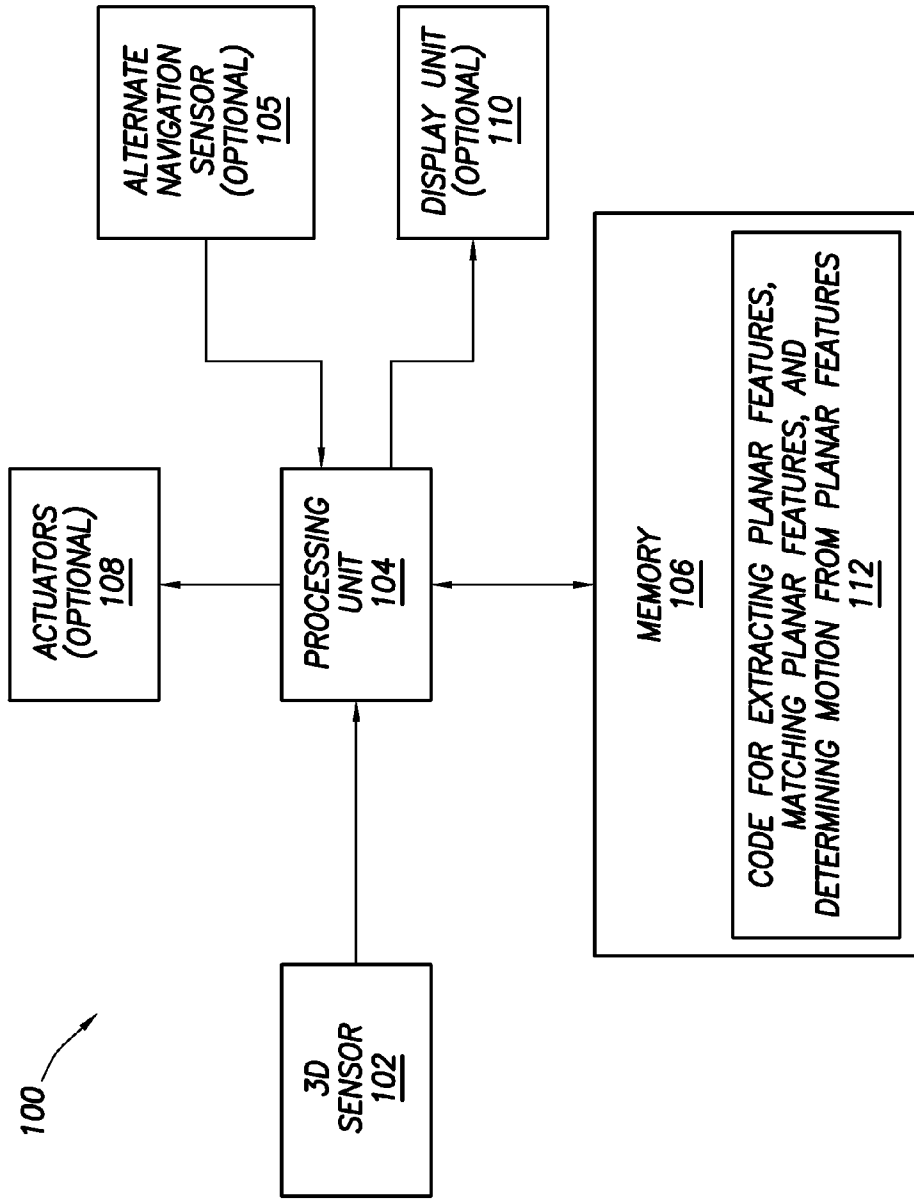 100
ACTUATORS
(OPTIONAL)
108
ALTERNATE
NAVIGATION
SENSOR
(OPTIONAL)
105
3D
SENSOR
102
PROCESSING
UNIT
104
DISPLAY UNIT
(OPTIONAL)
110
MEMORY
106
CODE FOR EXTRACTING PLANAR FEATURES,
MATCHING PLANAR FEATURES, AND
DETERMINING MOTION FROM PLANAR FEATURES
112